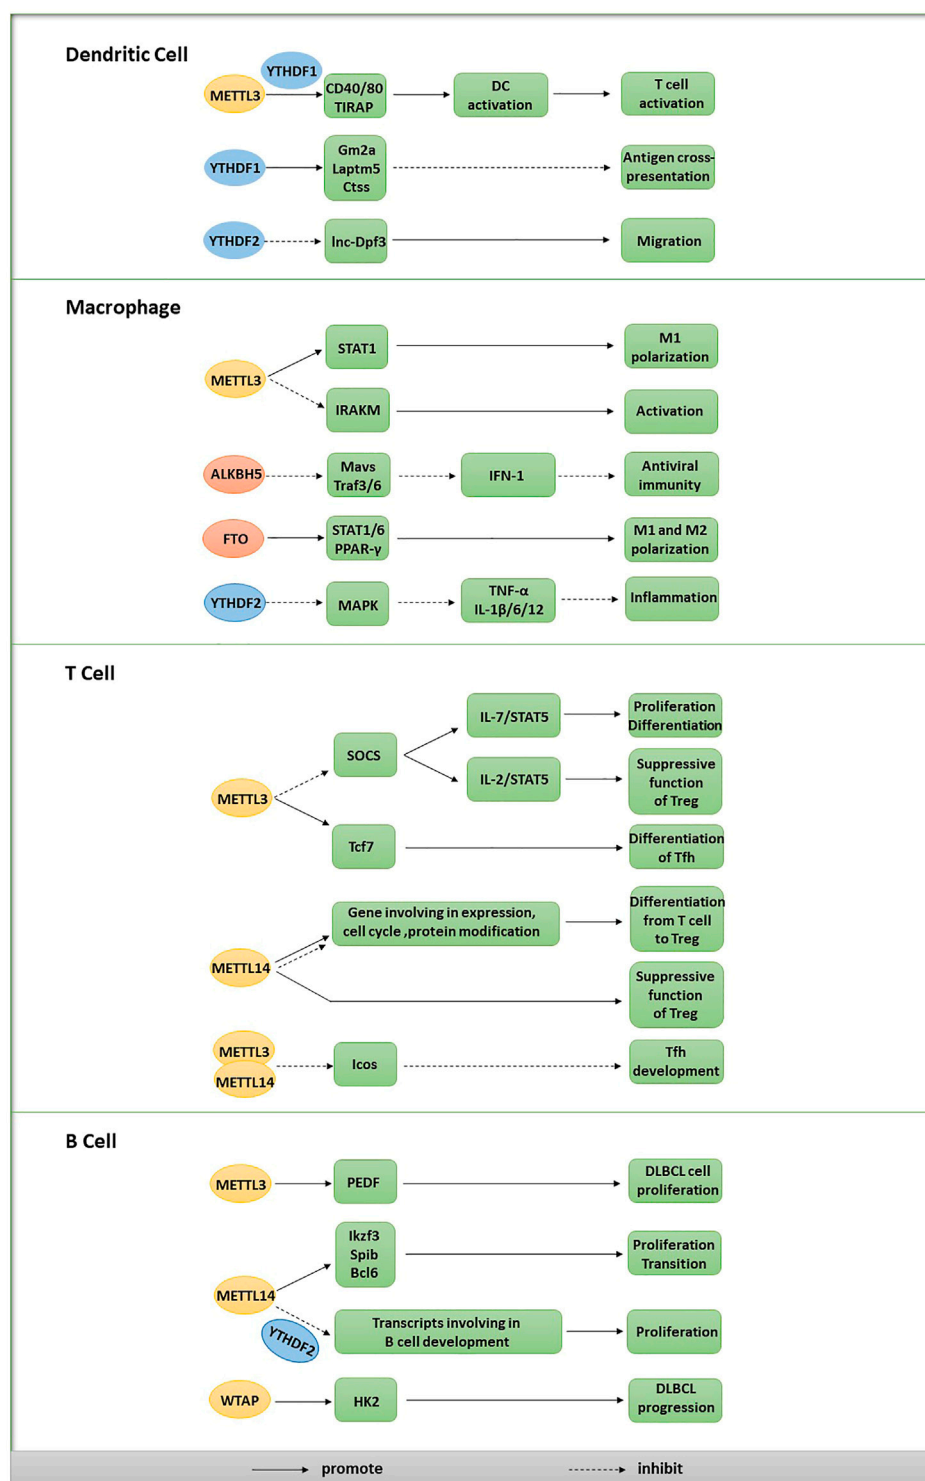 Dendritic Cell
YTHDF1
METTL3
CD40/80
TIRAP
DC
activation
T cell
activation
YTHDF1
Gm2a
Laptm5
Ctss
Antigen cross-
presentation
YTHDF2
lnc-Dpf3
Migration
Macrophage
METTL3
STAT1
M1
polarization
IRAKM
Activation
ALKBH5
Mavs
Traf3/6
IFN-1
Antiviral
immunity
FTO
STAT1/6
PPAR-γ
M1 and M2
polarization
YTHDF2
MAPK
TNF-α
IL-1β/6/12
Inflammation
T Cell
METTL3
SOCS
IL-7/STAT5
Proliferation
Differentiation
IL-2/STAT5
Suppressive
function
of Treg
Tcf7
Differentiation
of Tfh
METTL14
Gene involving in expression,
cell cycle ,protein modification
Differentiation
from T cell
to Treg
Suppressive
function
of Treg
METTL3
METTL14
Icos
Tfh
development
B Cell
METTL3
PEDF
DLBCL cell
proliferation
METTL14
Ikzf3
Spib
Bcl6
Proliferation
Transition
YTHDF2
Transcripts involving in
B cell development
Proliferation
WTAP
HK2
DLBCL
progression
promote
inhibit